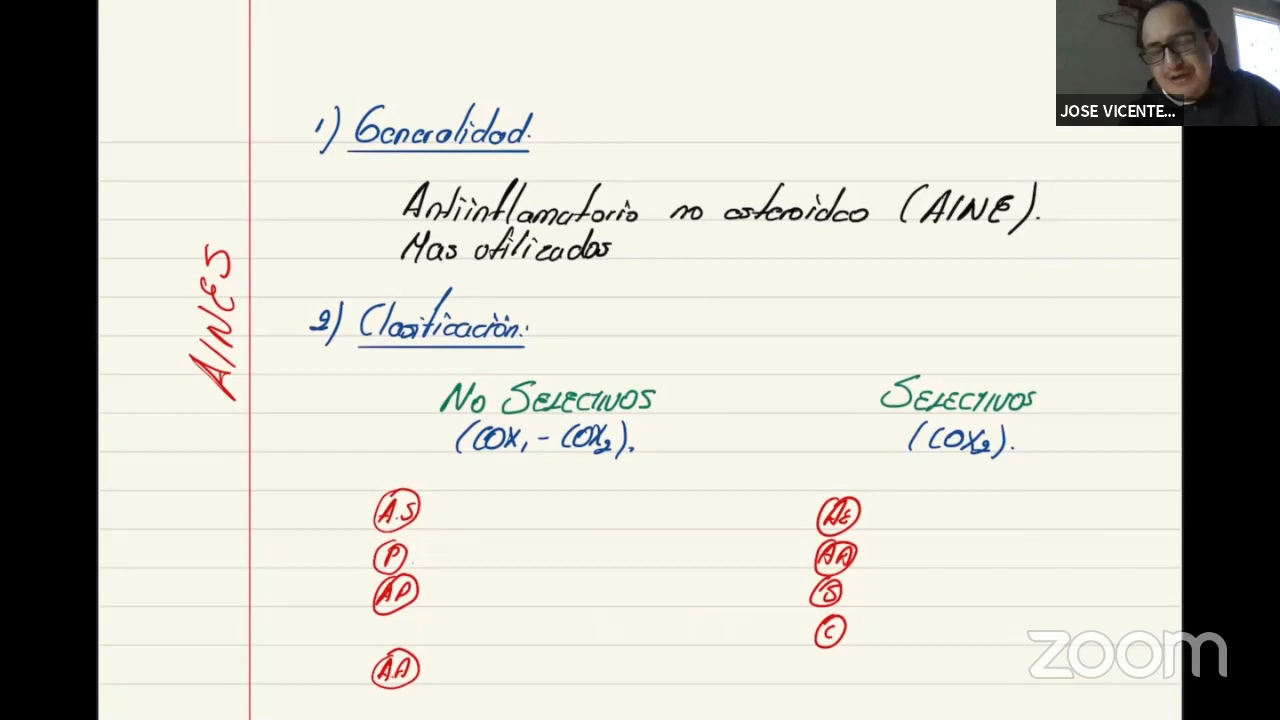 JOSE VICENTE...
1) Generalidad.
Antiinflamatorio no esteroideo (AINE).
Mas utilizados
AINES
2) Clasificación:
No SELECTIVOS
SELECTIVOS
(COX1 - COX2).
(COX2).
A.S
AE
P
AA
AP
S
C
A.A
zoom